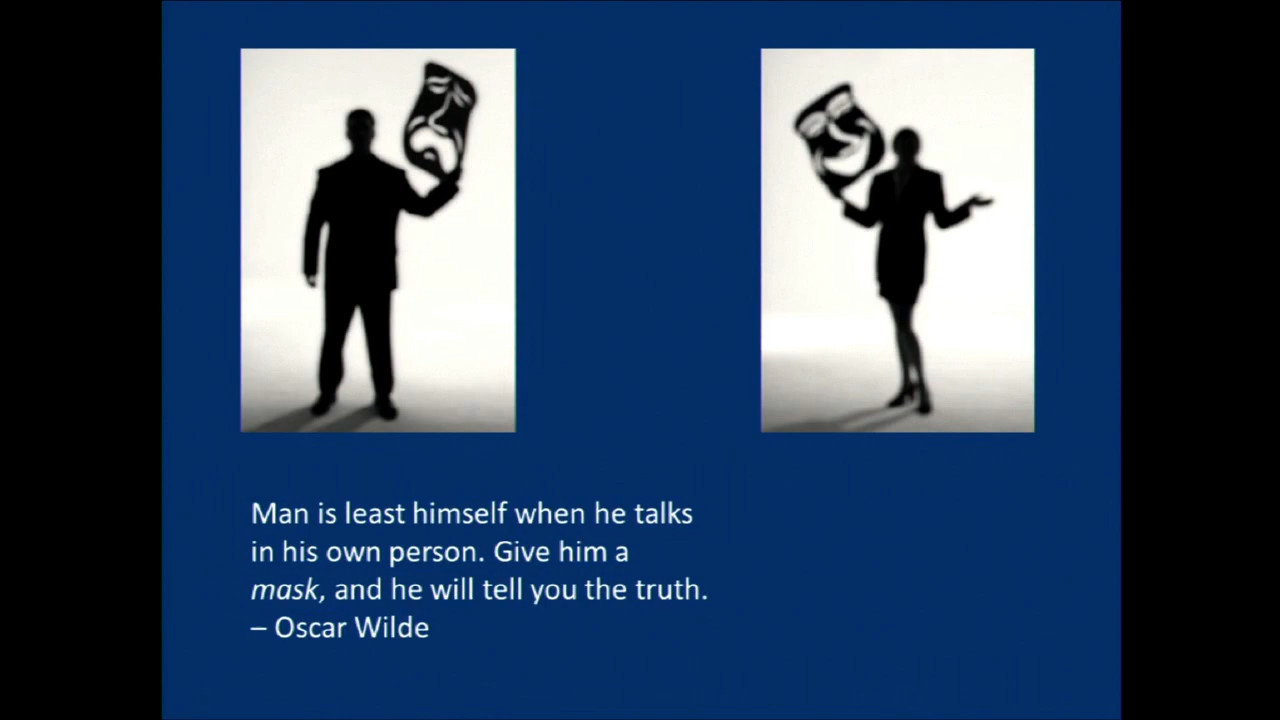 Man is least himself when he talks
in his own person. Give him a
mask, and he will tell you the truth.
– Oscar Wilde